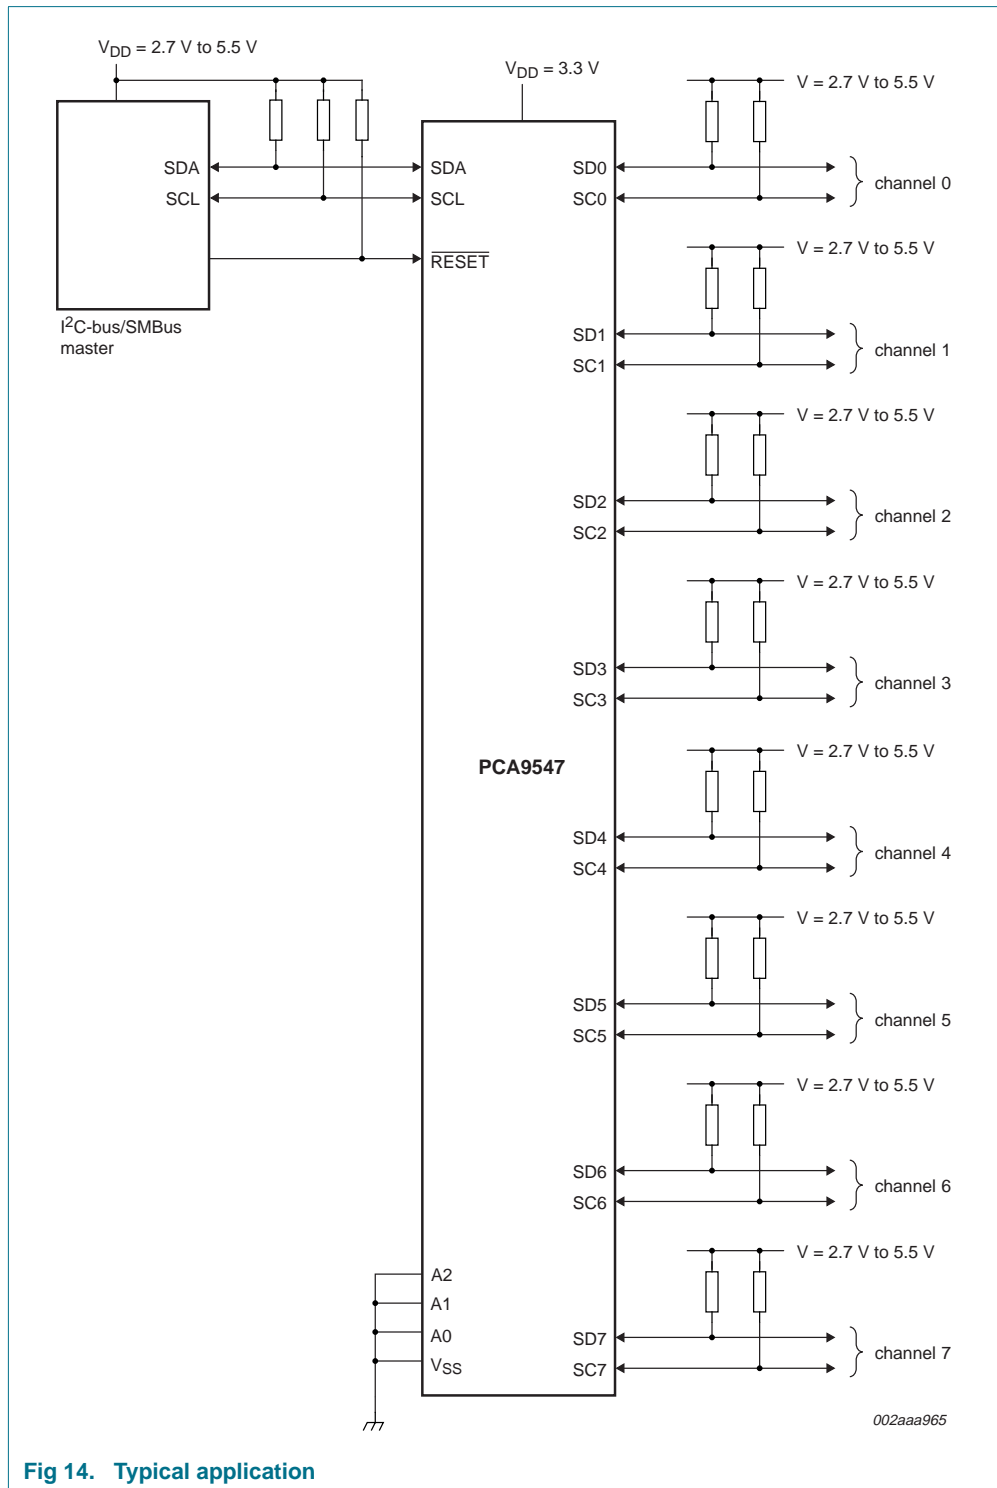 VDD = 2.7 V to 5.5 V
VDD = 3.3 V
V = 2.7 V to 5.5 V
SDA
SDA
SD0
channel 0
SCL
SCL
SC0
V = 2.7 V to 5.5 V
RESET
I2C-bus/SMBus
master
SD1
channel 1
SC1
V = 2.7 V to 5.5 V
SD2
channel 2
SC2
V = 2.7 V to 5.5 V
SD3
channel 3
SC3
V = 2.7 V to 5.5 V
PCA9547
SD4
channel 4
SC4
V = 2.7 V to 5.5 V
SD5
channel 5
SC5
V = 2.7 V to 5.5 V
SD6
channel 6
SC6
V = 2.7 V to 5.5 V
A2
A1
A0
SD7
channel 7
VSS
SC7
002aaa965
Fig 14. Typical application